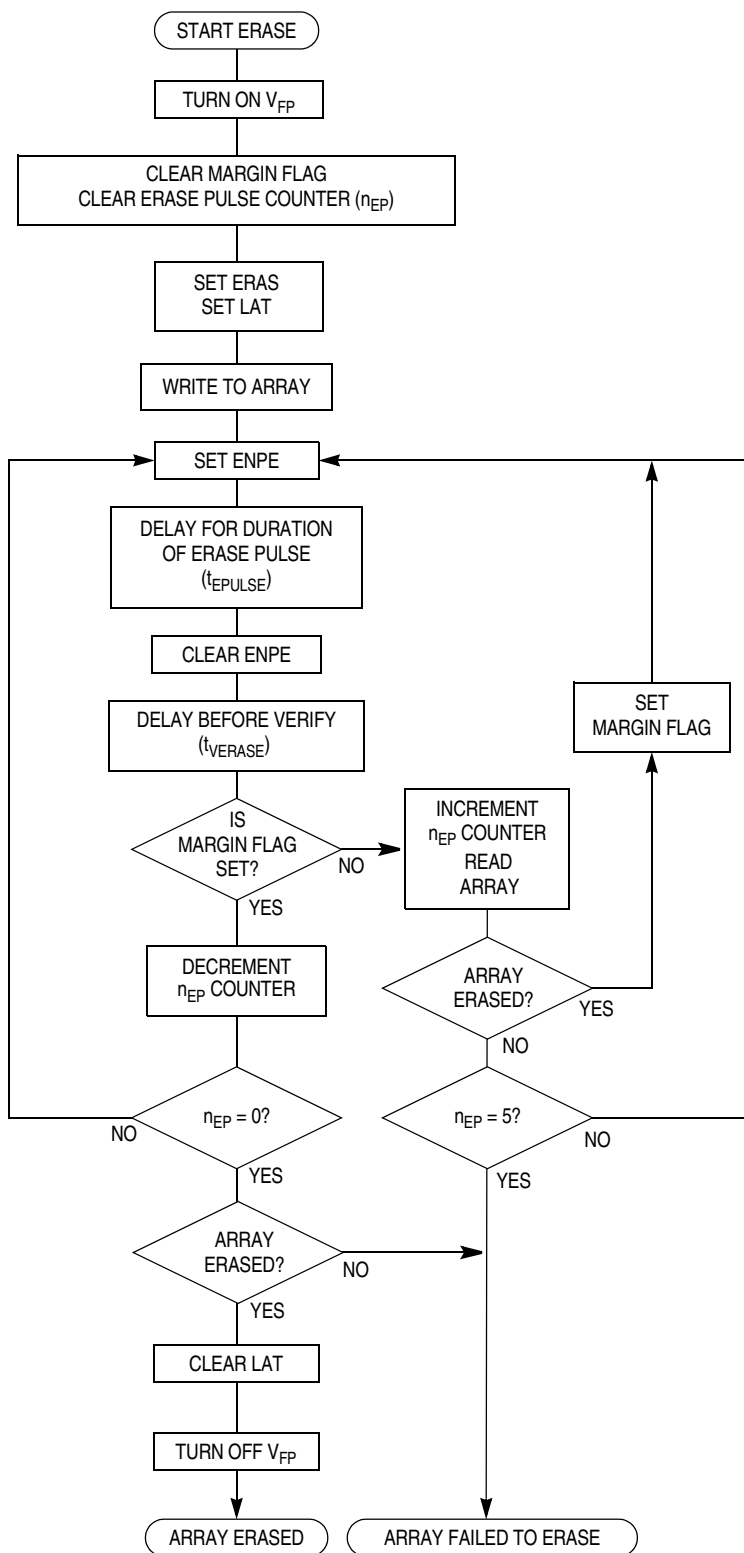 START ERASE
TURN ON VFP
CLEAR MARGIN FLAG
CLEAR ERASE PULSE COUNTER (nEP)
SET ERAS
SET LAT
WRITE TO ARRAY
SET ENPE
DELAY FOR DURATION
OF ERASE PULSE
(tEPULSE)
CLEAR ENPE
DELAY BEFORE VERIFY
(tVERASE)
SET
MARGIN FLAG
IS
MARGIN FLAG
SET?
NO
YES
INCREMENT
nEP COUNTER
READ
ARRAY
DECREMENT
nEP COUNTER
ARRAY
ERASED?
YES
NO
nEP = 0?
NO
YES
nEP = 5?
NO
YES
ARRAY
ERASED?
NO
YES
CLEAR LAT
TURN OFF VFP
ARRAY ERASED
ARRAY FAILED TO ERASE